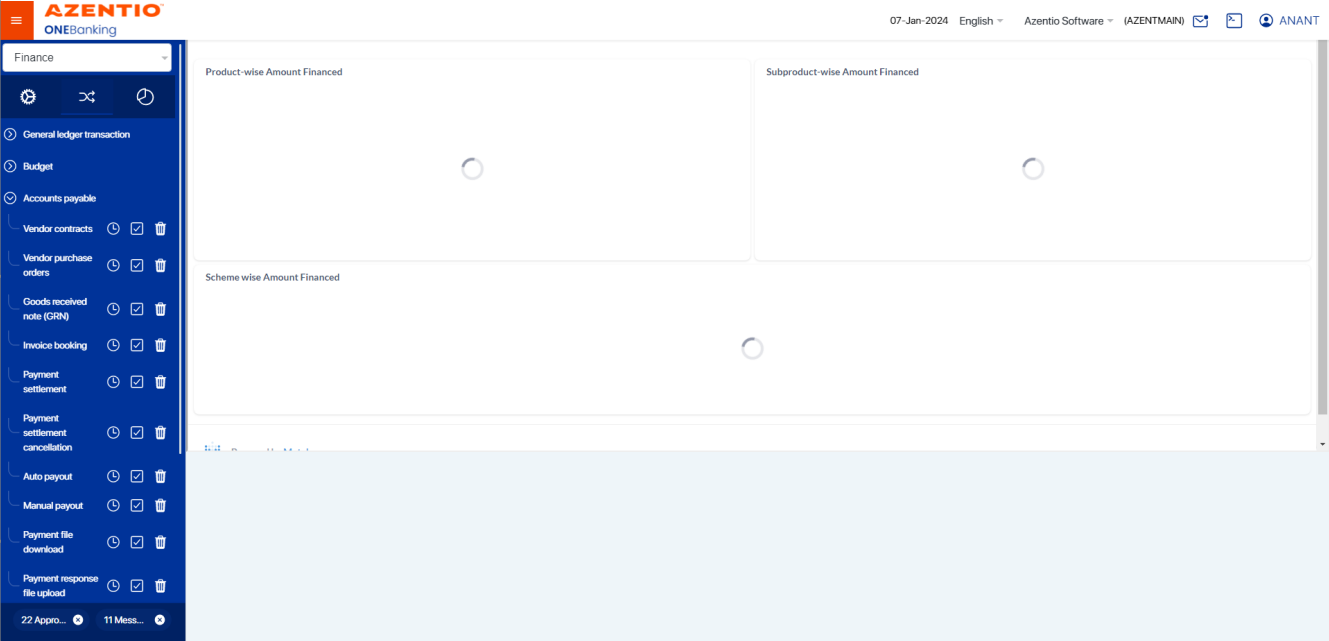 AZENTIO
ONEBanking
07-Jan-2024 English Azentio Software (AZENTMAIN) ANANT
Finance
General ledger transaction
Budget
Accounts payable
Vendor contracts
Vendor purchase
orders
Goods received
note (GRN)
Invoice booking
Payment
settlement
Payment
settlement
cancellation
Auto payout
Manual payout
Payment file
download
Payment response
file upload
22 Appro... 11 Mess...
Product-wise Amount Financed
Subproduct-wise Amount Financed
Scheme wise Amount Financed